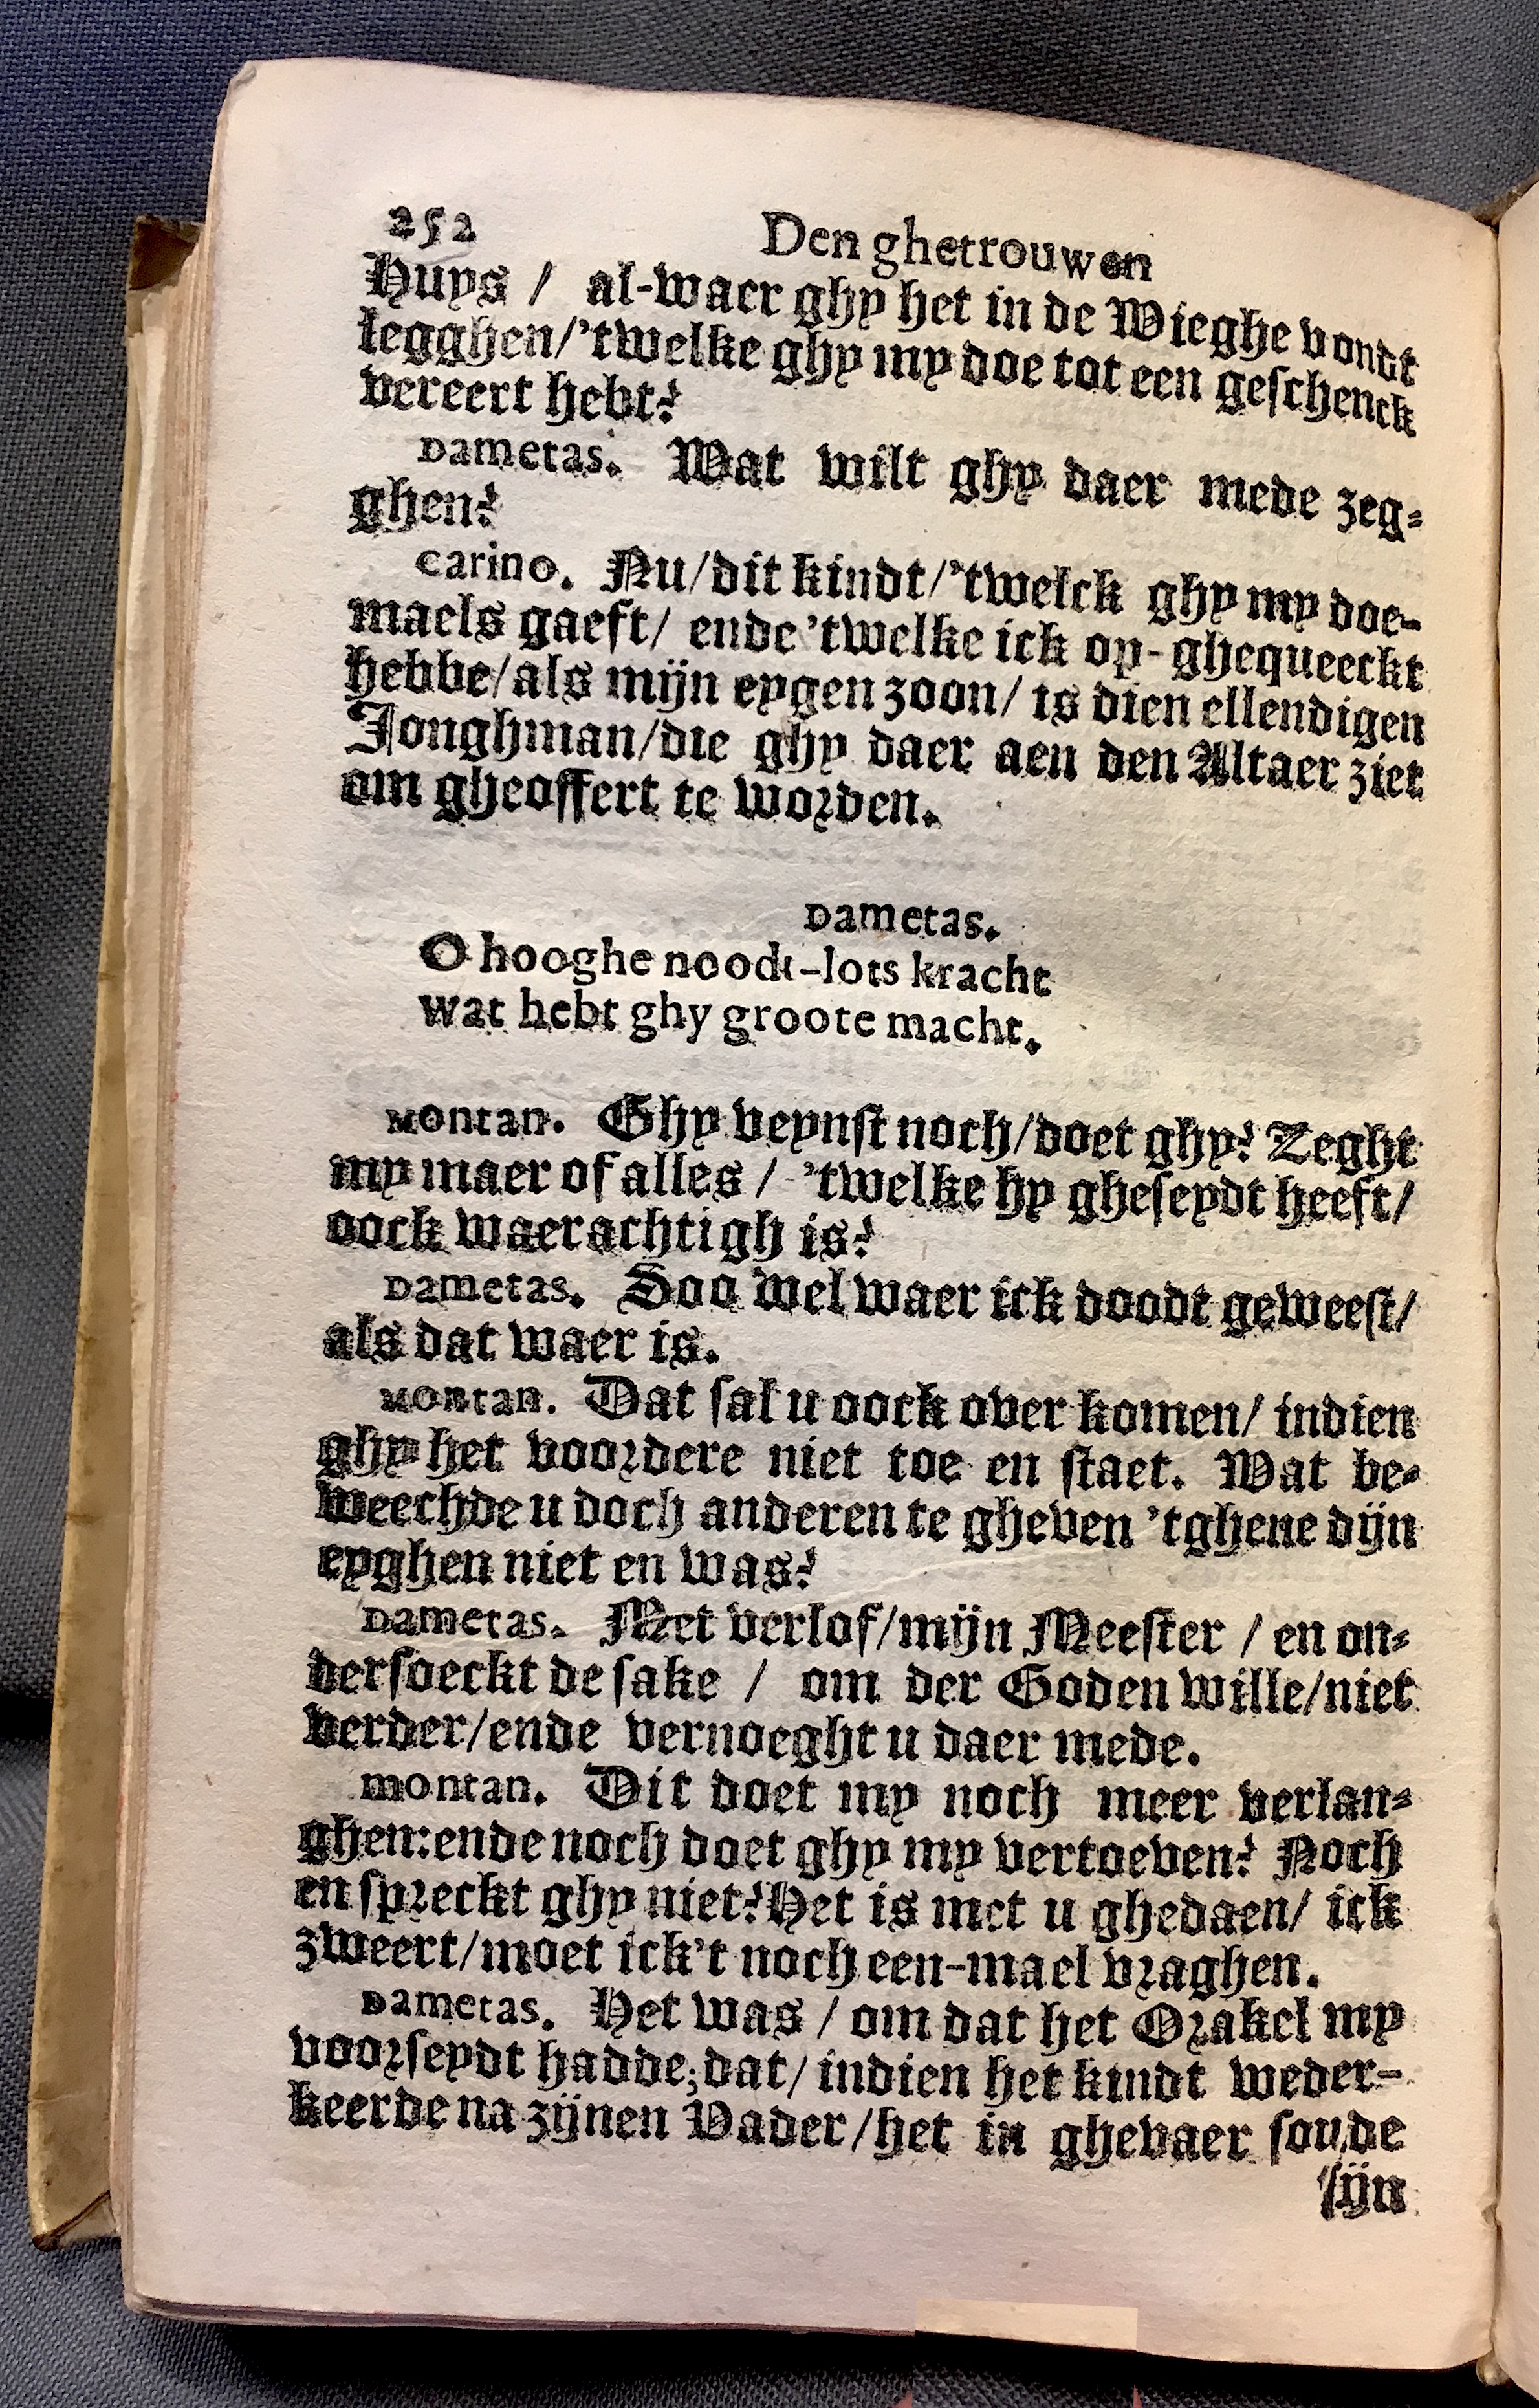 252 Den ghetrouwen
Huys / al-waer ghy het in de Wieghe vondt
legghen/'twelke ghy my doe tot een geschenck
vereert hebt?
Dametas. Wat wilt ghy daer mede zeg-
ghen?
Carino. Nu/dit kindt/'twelck ghy my doe-
maels gaeft/ ende 'twelke ick op-ghequeeckt
hebbe/als mijn eygen zoon/ is dien ellendigen
Jonghman/die ghy daer aen den Altaer ziet
om gheoffert te worden.
Dametas.
O hooghe noodt-lots kracht
wat hebt ghy groote macht.
Montan. Ghy veynst noch/doet ghy? Zeght
my maer of alles / 'twelke hy gheseydt heeft/
oock waerachtigh is?
Dametas. Soo wel waer ick doodt geweest/
als dat waer is.
Montan. Dat sal u oock over komen/ indien
ghy het voordere niet toe en staet. Wat be-
weechde u doch anderen te gheven 'tghene dijn
eyghen niet en was?
Dametas. Met verlof/mijn Meester / en on-
dersoeckt de sake / om der Goden wille/niet
verder/ende vernoeght u daer mede.
Montan. Dit doet my noch meer verlan-
ghen:ende noch doet ghy my vertoeven? Noch
en spreckt ghy niet?Het is met u ghedaen/ ick
zweert/moet ick't noch een-mael vraghen.
Dametas. Het was / om dat het Orakel my
voorseydt hadde;dat/ indien het kindt weder-
keerde na zijnen Vader/het in ghevaer soude
sijn